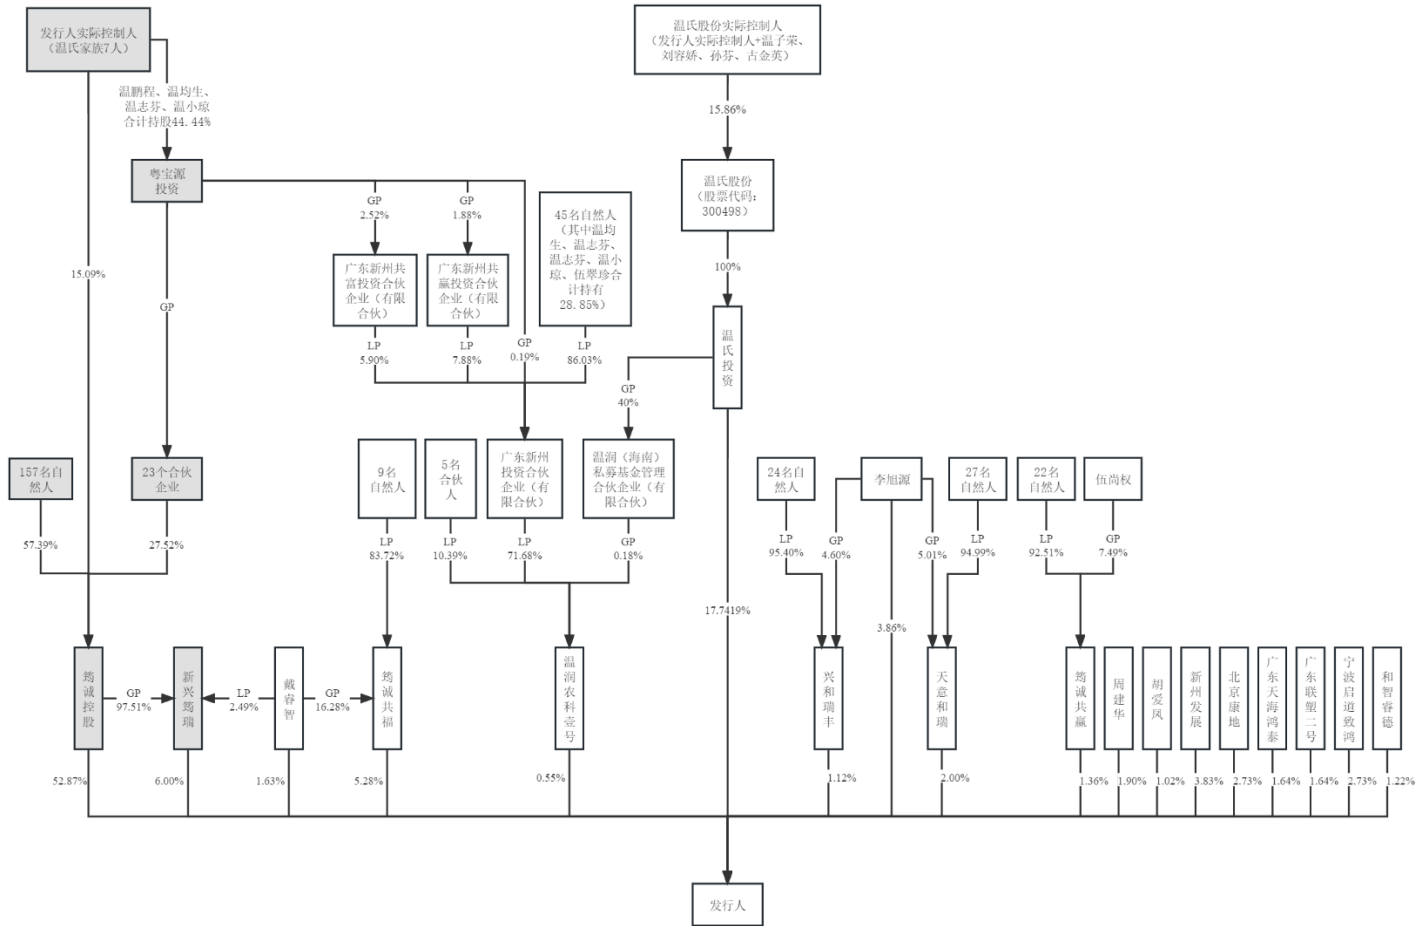 发行人实际控制人
（温氏家族7人）
温氏股份实际控制人
（发行人实际控制人+温子荣、
刘容娇、孙芬、古金英）
温鹏程、温均生、
温志芬、温小琼
合计持股44.44%
15.86%
粤宝源
投资
温氏股份
（股票代码：
300498）
GP
2.52%
GP
1.88%
45名自然人
（其中温均
生、温志芬、
温志芬、温小
琼、伍翠珍合
计持有
28.85%）
15.09%
GP
广东新州共
富投资合伙
企业（有限
合伙）
广东新州共
赢投资合伙
企业（有限
合伙）
100%
LP
5.90%
LP
7.88%
GP
0.19%
LP
86.03%
温氏投资
GP
40%
157名自
然人
23个合伙
企业
9名
自然人
5名
合伙
人
广东新州
投资合伙
企业（有
限合伙）
温润（海南）
私募基金管理
合伙企业（有
限合伙）
24名自
然人
李旭源
27名
自然人
22名
自然人
伍尚权
57.39%
27.52%
LP
83.72%
LP
10.39%
LP
71.68%
GP
0.18%
LP
95.40%
GP
4.60%
GP
5.01%
LP
94.99%
LP
92.51%
GP
7.49%
17.7419%
3.86%
筠诚控股
GP
97.51%
新兴筠瑞
LP
2.49%
戴睿智
GP
16.28%
筠诚共福
温润农科壹号
兴和瑞丰
天意和瑞
筠诚共赢
周建华
胡爱凤
新州发展
北京康地
广东天海鸿泰
广东联塑二号
宁波启道致鸿
和智睿德
52.87%
6.00%
1.63%
5.28%
0.55%
1.12%
2.00%
1.36%
1.90%
1.02%
3.83%
2.73%
1.64%
1.64%
2.73%
1.22%
发行人